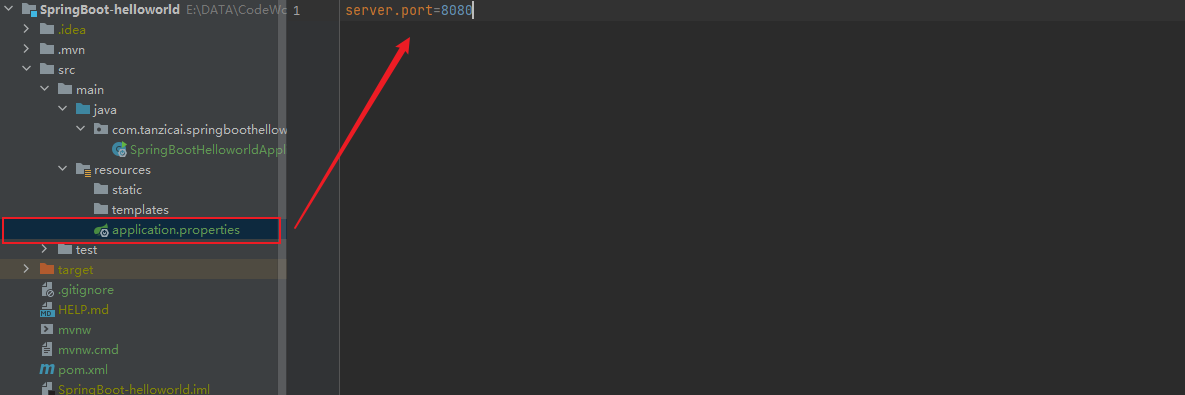 SpringBoot-helloworld E:\DATA\CodeWo
.idea
.mvn
src
main
java
com.tanzicai.springboothellow
SpringBootHelloworldAppl
resources
static
templates
application.properties
test
target
.gitignore
HELP.md
mvnw
mvnw.cmd
pom.xml
SpringBoot-helloworld.iml
1 server.port=8080